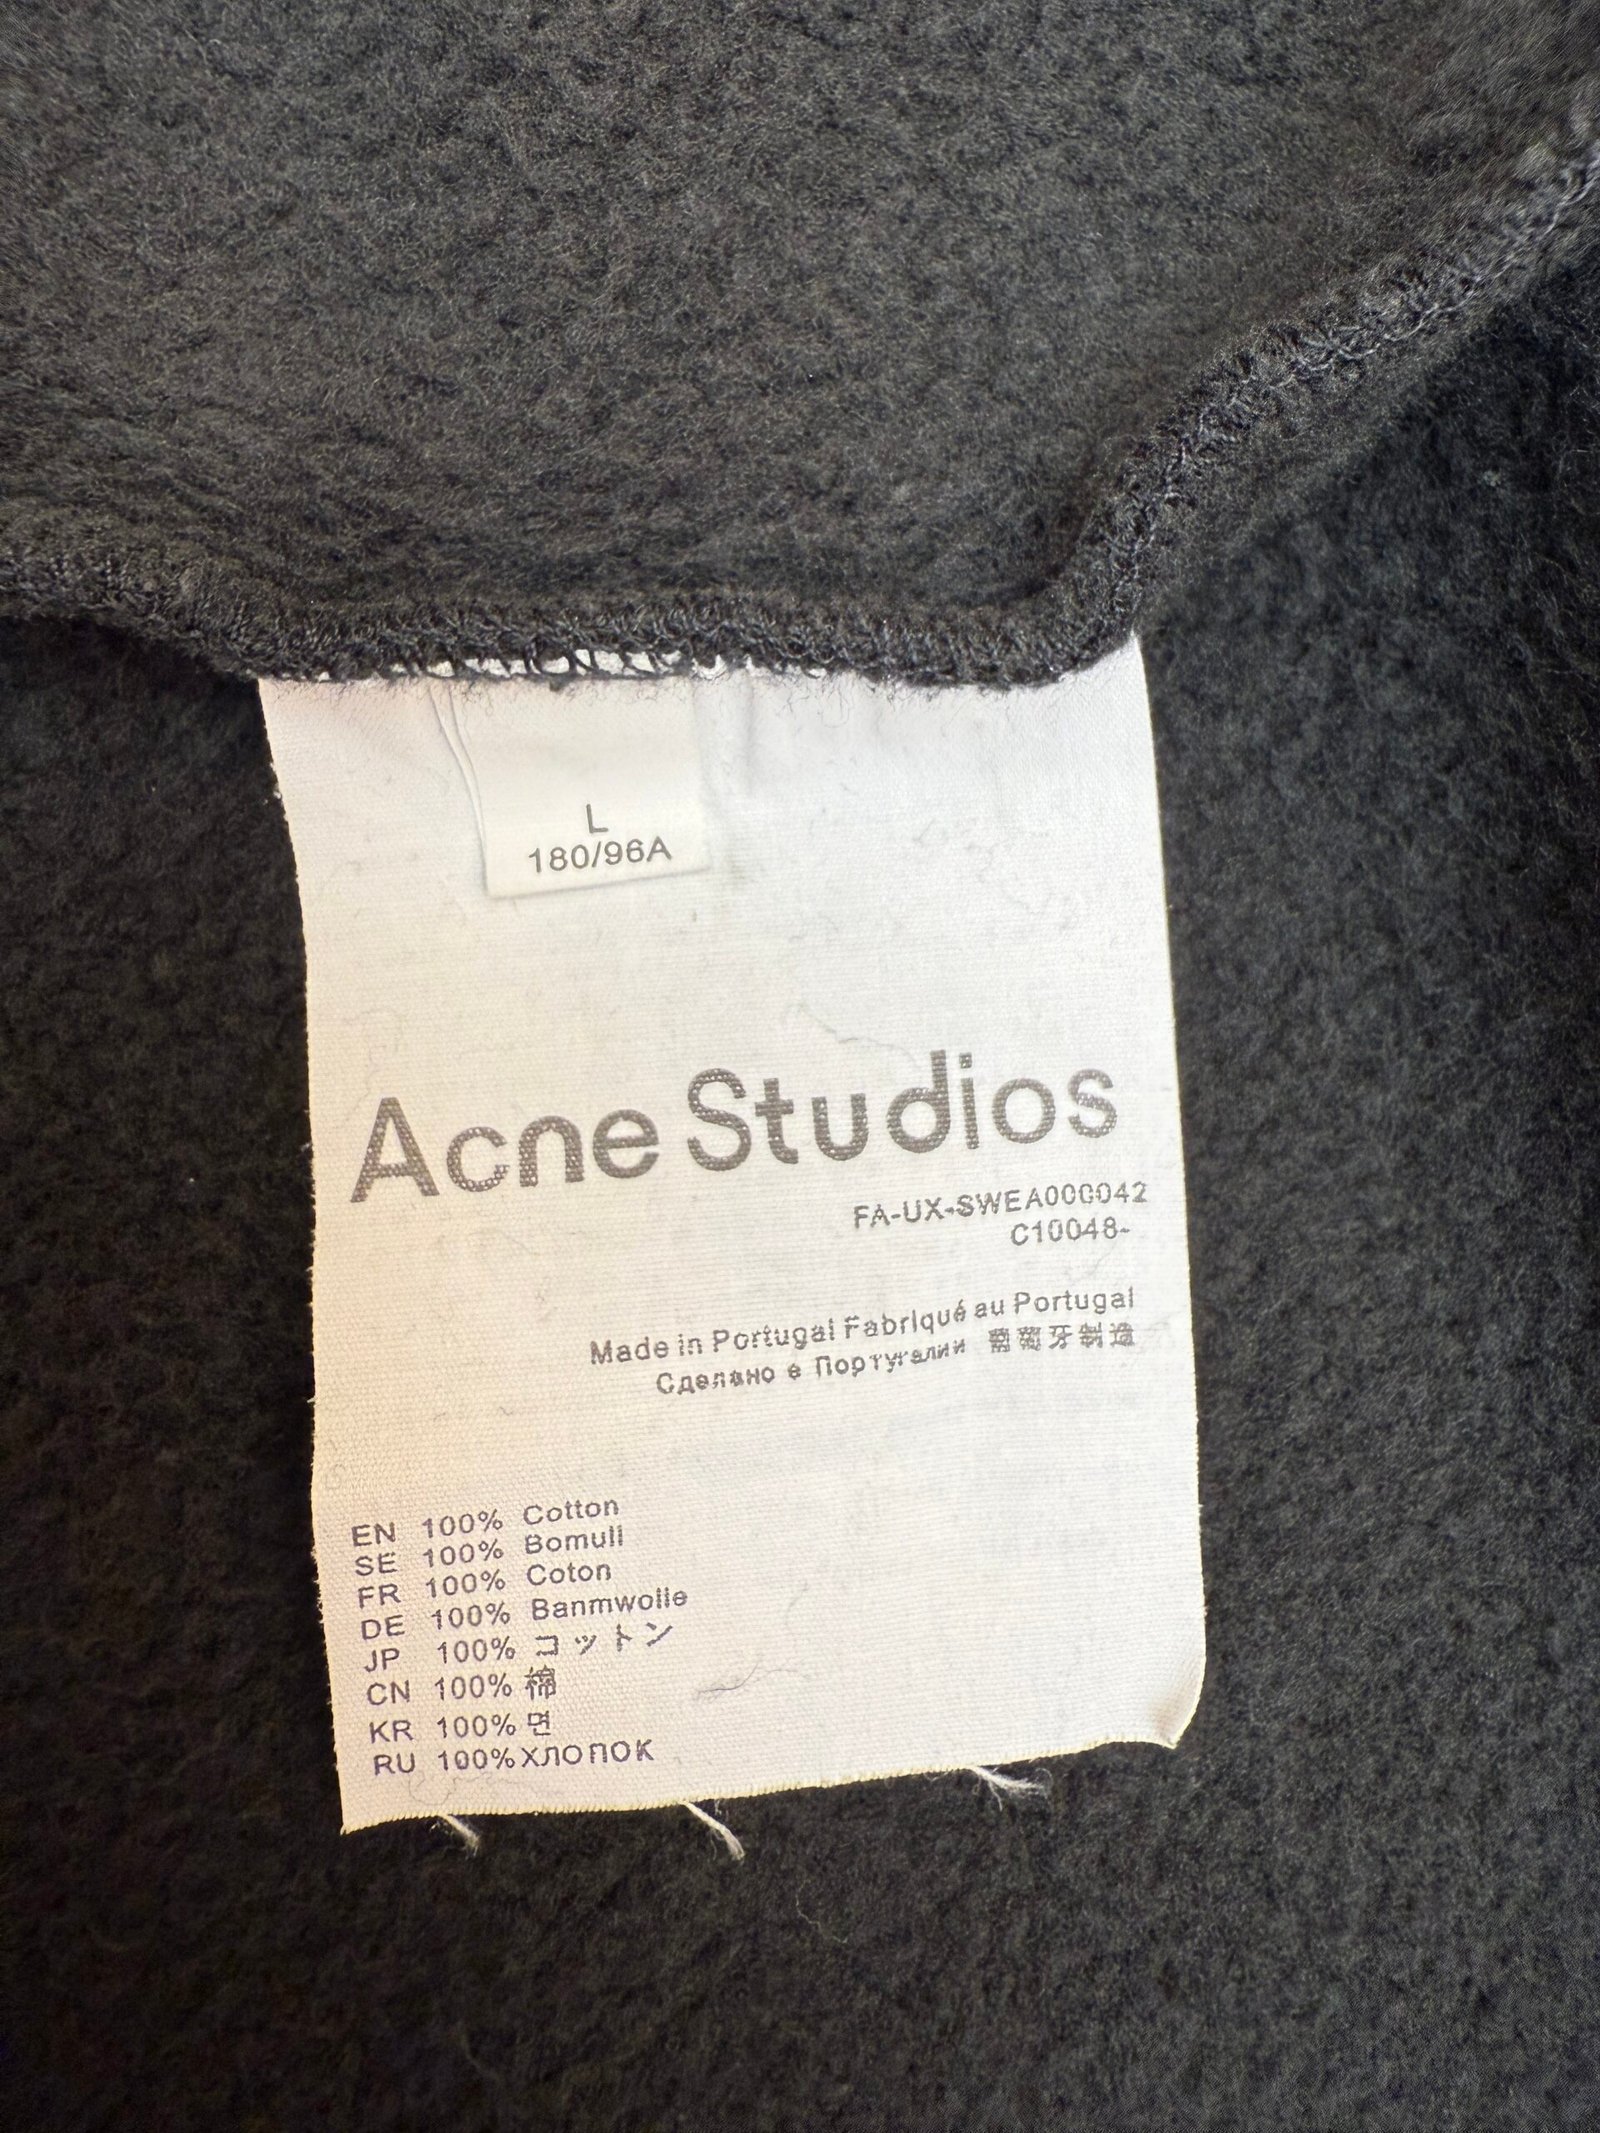 L
180/96A
Acne Studios
FA-UX-SWEA000042
C10048-
Made in Portugal Fabriqué au Portugal
Сделано в Португалии 葡萄牙制造
EN 100% Cotton
SE 100% Bomull
FR 100% Coton
DE 100% Banmwolle
JP 100% コットン
CN 100% 棉
KR 100% 면
RU 100% ХЛОПОК